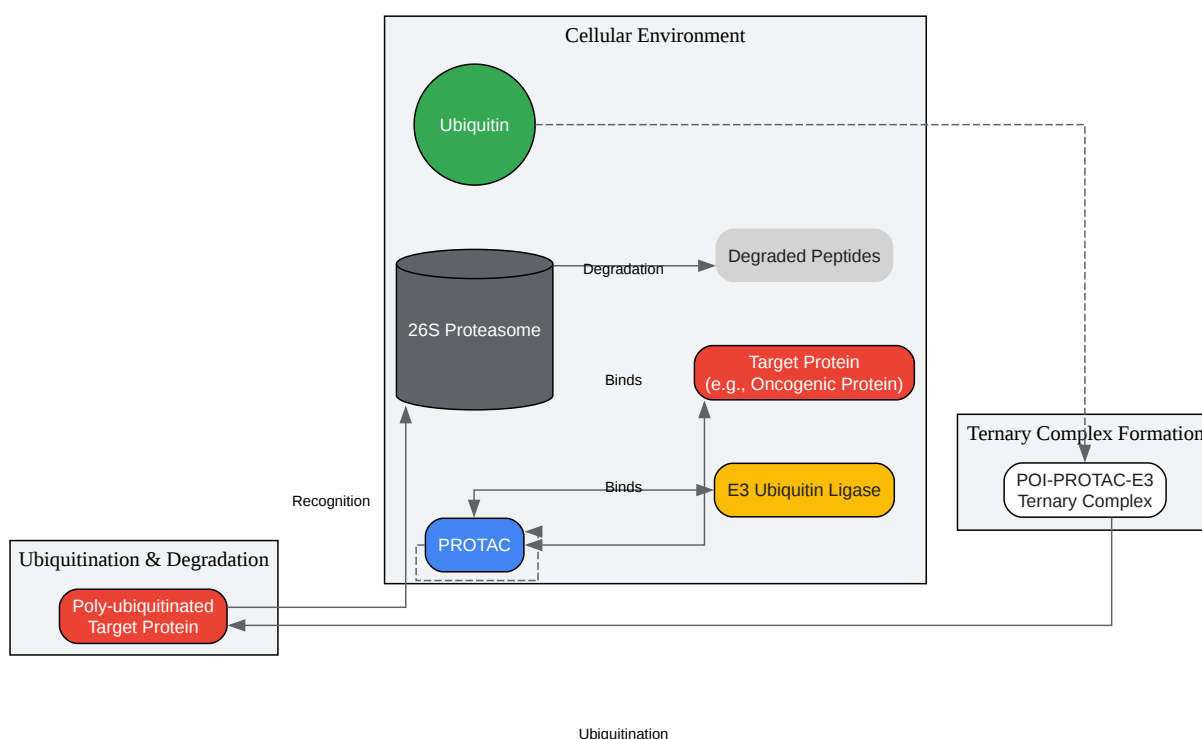 Cellular Environment
Ubiquitin
Degraded Peptides
Degradation
26S Proteasome
Target Protein
(e.g., Oncogenic Protein)
Binds
Ternary Complex Formation
POI-PROTAC-E3
Ternary Complex
Binds
E3 Ubiquitin Ligase
Recognition
PROTAC
Ubiquitination & Degradation
Poly-ubiquitinated
Target Protein
Ubiquitination